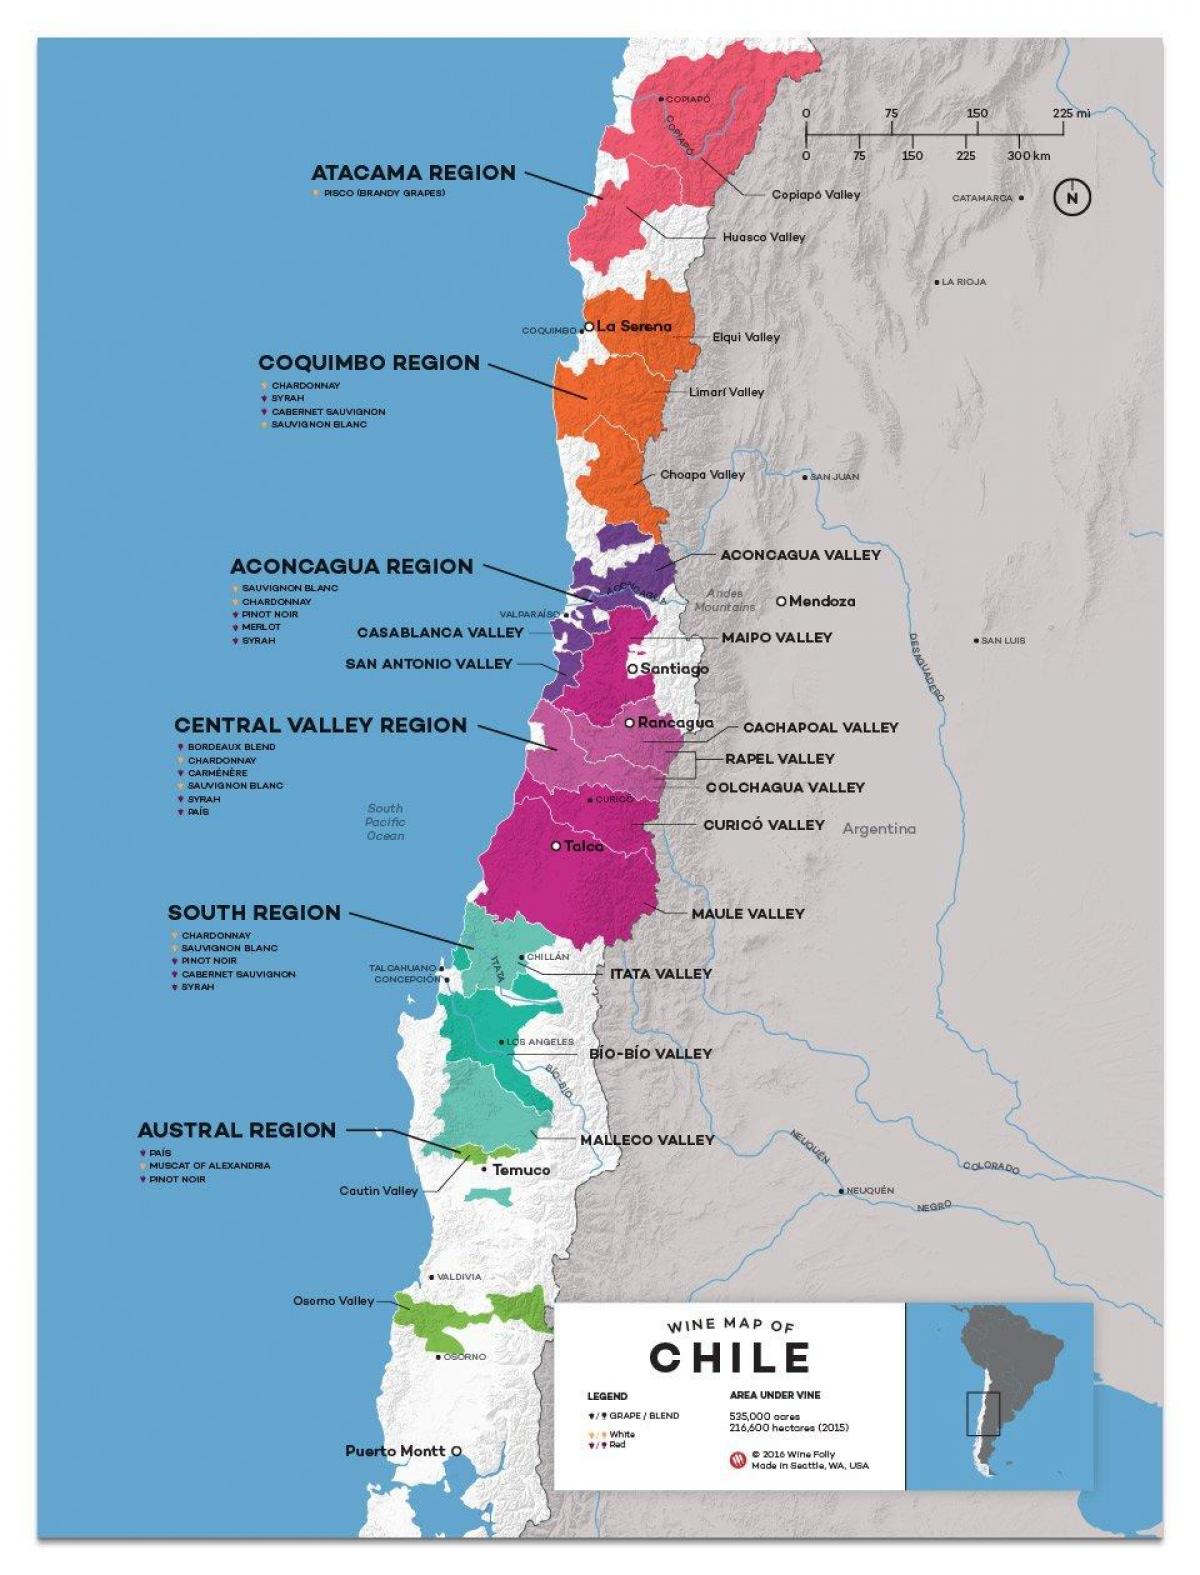 COPIAPÓ
COPIAPÓ
0 75 150 225 mi
0 75 150 225 300 km
N
CATAMARCA
ATACAMA REGION
PISCO (BRANDY GRAPES)
Copiapó Valley
Huasco Valley
LA RIOJA
COQUIMBO
La Serena
Elqui Valley
COQUIMBO REGION
CHARDONNAY
SYRAH
CABERNET SAUVIGNON
SAUVIGNON BLANC
Limarí Valley
Choapa Valley
SAN JUAN
ACONCAGUA REGION
SAUVIGNON BLANC
CHARDONNAY
PINOT NOIR
MERLOT
SYRAH
ACONCAGUA VALLEY
ACONCAGUA
Andes
Mountains
Mendoza
VALPARAÍSO
CASABLANCA VALLEY
MAIPO VALLEY
SAN LUIS
DESAGUADERO
SAN ANTONIO VALLEY
Santiago
CENTRAL VALLEY REGION
BORDEAUX BLEND
CHARDONNAY
CARMÉNÈRE
SAUVIGNON BLANC
SYRAH
PAÍS
Rancagua
CACHAPOAL VALLEY
RAPEL VALLEY
COLCHAGUA VALLEY
CURICÓ
CURICÓ VALLEY
Argentina
South
Pacific
Ocean
Talca
SOUTH REGION
CHARDONNAY
SAUVIGNON BLANC
PINOT NOIR
CABERNET SAUVIGNON
SYRAH
MAULE VALLEY
CHILLÁN
ITATA
TALCAHUANO
CONCEPCIÓN
ITATA VALLEY
LOS ANGELES
BÍO-BÍO VALLEY
BÍO-BÍO
AUSTRAL REGION
PAÍS
MUSCAT OF ALEXANDRIA
PINOT NOIR
MALLECO VALLEY
NEUQUÉN
COLORADO
Temuco
Cautin Valley
NEUQUÉN
NEGRO
VALDIVIA
Osorno Valley
OSORNO
Puerto Montt
WINE MAP OF
CHILE
LEGEND
/ GRAPE / BLEND
/ White
/ Red
AREA UNDER VINE
535,000 acres
216,600 hectares (2015)
© 2016 Wine Folly
Made in Seattle, WA, USA